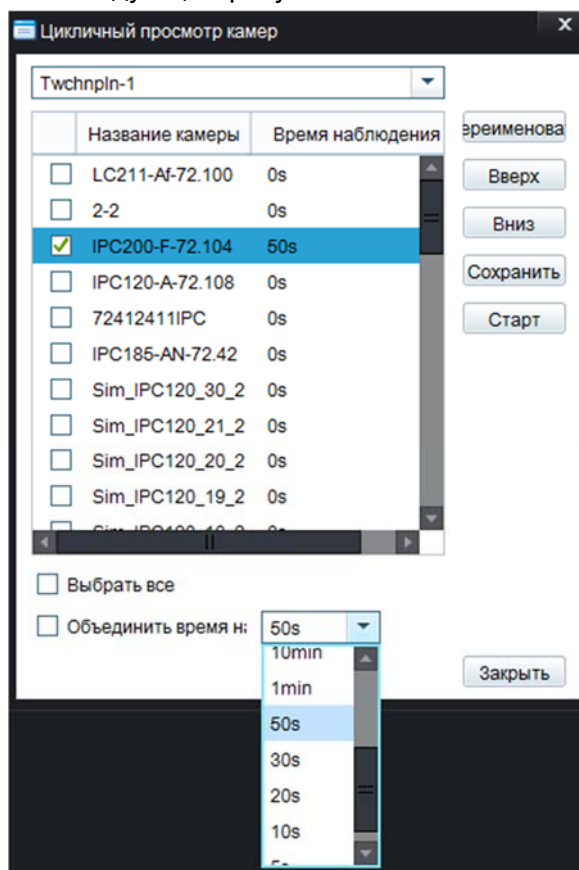 Цикличный просмотр камер
x
Twchnpln-1
Название камеры Время наблюдения
LC211-Af-72.100 0s
2-2 0s
IPC200-F-72.104 50s
IPC120-A-72.108 0s
72412411IPC 0s
IPC185-AN-72.42 0s
Sim_IPC120_30_2 0s
Sim_IPC120_21_2 0s
Sim_IPC120_20_2 0s
Sim_IPC120_19_2 0s
ереименова
Вверх
Вниз
Сохранить
Старт
Выбрать все
Объединить время на 50s
10min
1min
50s
30s
20s
10s
Закрыть